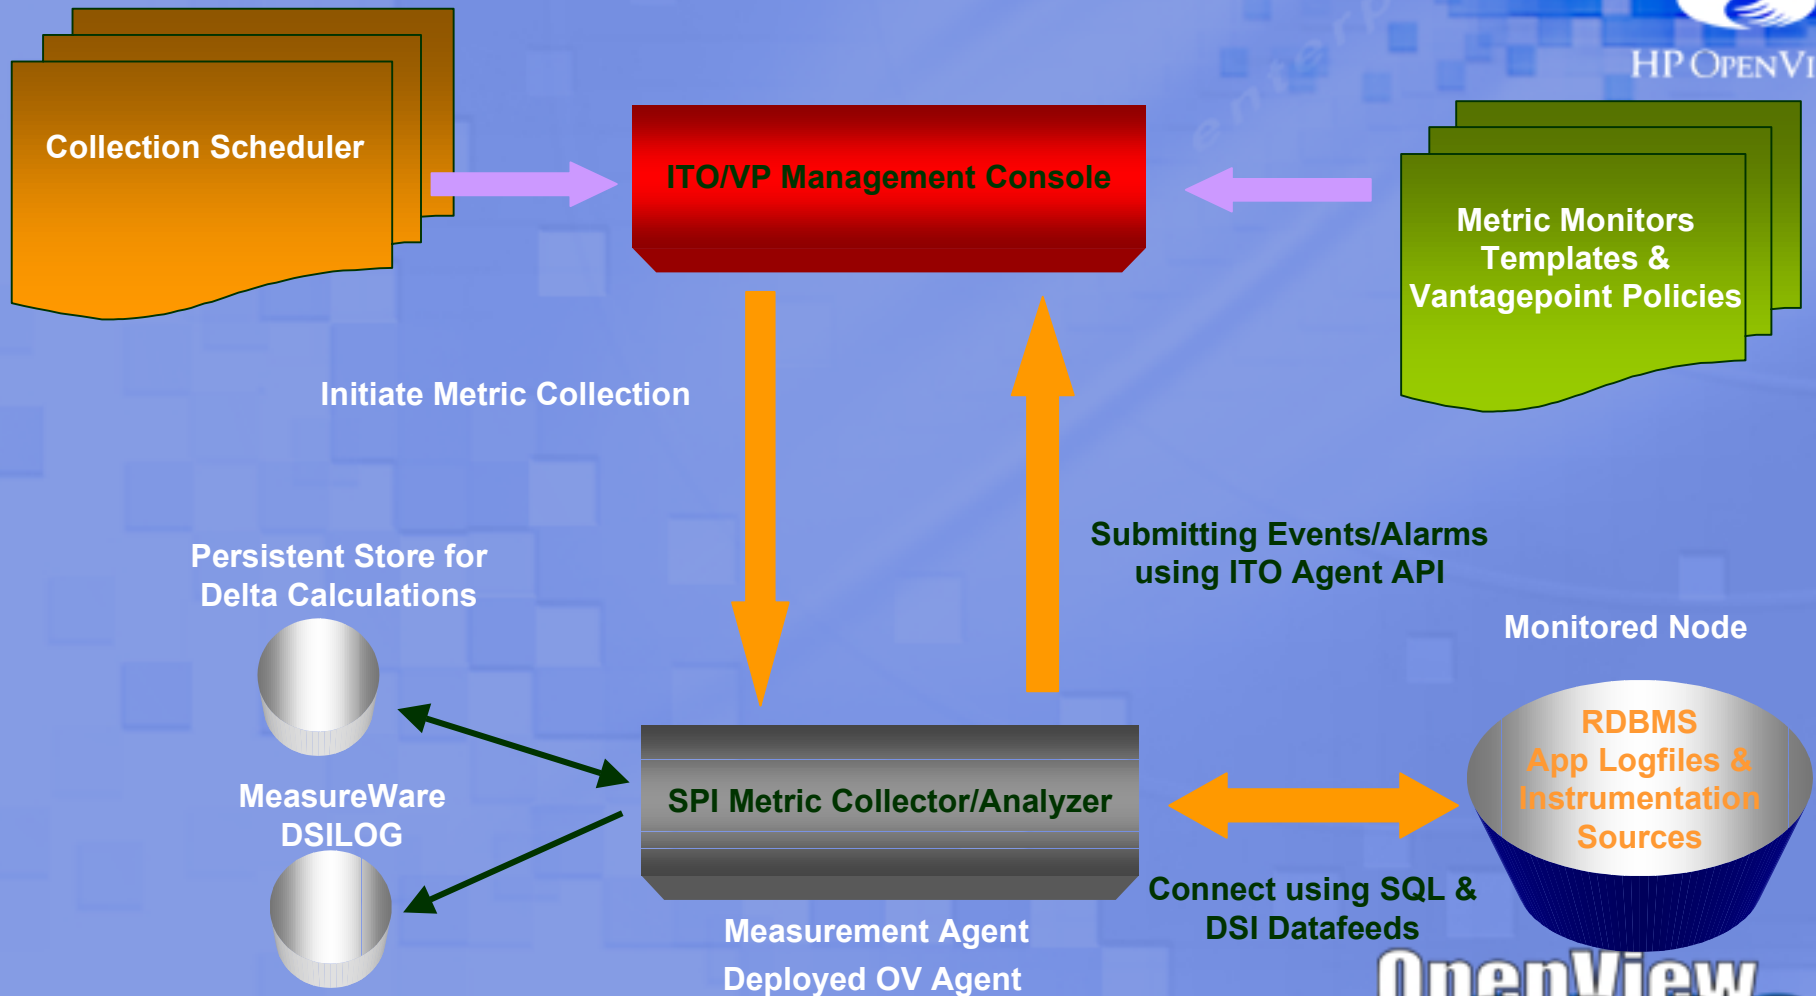 HP OPENVI
Collection Scheduler
ITO/VP Management Console
Metric Monitors
Templates &
Vantagepoint Policies
Initiate Metric Collection
Submitting Events/Alarms
using ITO Agent API
Persistent Store for
Delta Calculations
Monitored Node
RDBMS
App Logfiles &
Instrumentation
Sources
MeasureWare
DSILOG
SPI Metric Collector/Analyzer
Connect using SQL &
DSI Datafeeds
Measurement Agent
Deployed OV Agent
OpenView
enterp